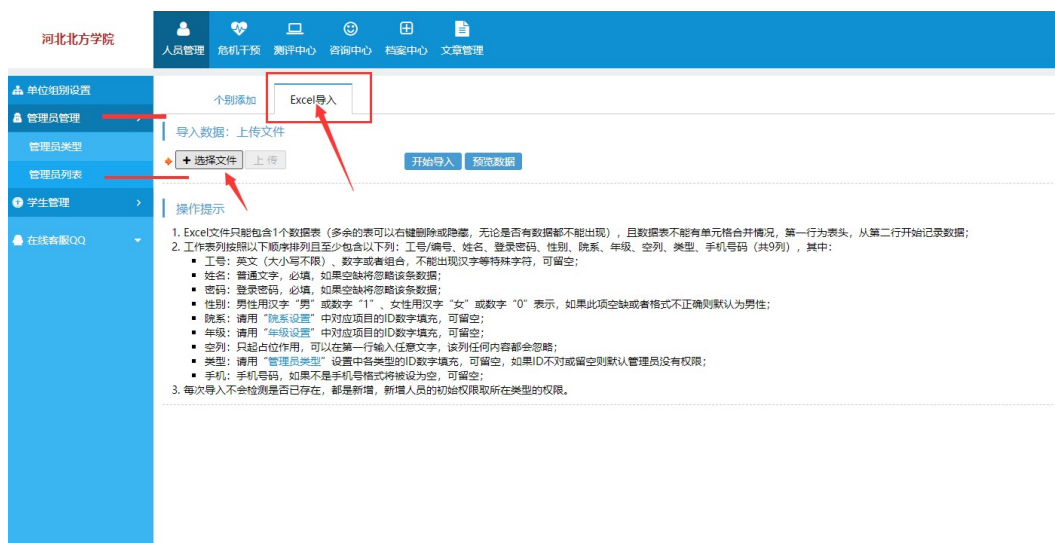 河北北方学院
人员管理 危机干预 测评中心 咨询中心 档案中心 文章管理
单位组别设置
管理员管理
管理员类型
管理员列表
学生管理
在线客服QQ
个别添加 Excel导入
导入数据：上传文件
+ 选择文件 上传 开始导入 预览数据
操作提示
1. Excel文件只能包含1个数据表（多余的表可以右键删除或隐藏，无论是否有数据都不能出现），且数据表不能有单元格合并情况，第一行为表头，从第二行开始记录数据；
2. 工作表列按照以下顺序排列且至少包含以下列：工号/编号、姓名、登录密码、性别、院系、年级、空列、类型、手机号码（共9列），其中：
▪ 工号：英文（大小写不限）、数字或者组合，不能出现汉字等特殊字符，可留空；
▪ 姓名：普通文字，必填，如果空缺将忽略该条数据；
▪ 密码：登录密码，必填，如果空缺将忽略该条数据；
▪ 性别：男性用汉字“男”或数字“1”、女性用汉字“女”或数字“0”表示，如果此项空缺或者格式不正确则默认为男性；
▪ 院系：请用“院系设置”中对应项目的ID数字填充，可留空；
▪ 年级：请用“年级设置”中对应项目的ID数字填充，可留空；
▪ 空列：只起占位作用，可以在第一行输入任意文字，该列任何内容都会忽略；
▪ 类型：请用“管理员类型”设置中各类型的ID数字填充，可留空，如果ID不对或留空则默认管理员没有权限；
▪ 手机：手机号码，如果不是手机号格式将被设为空，可留空；
3. 每次导入不会检测是否已存在，都是新增，新增人员的初始权限取所在类型的权限。